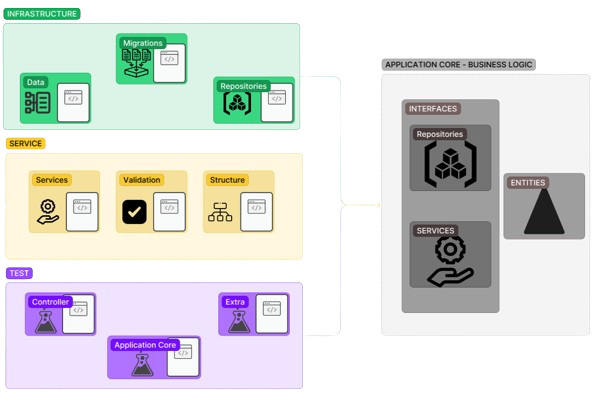 INFRASTRUCTURE
Migrations
Data
Repositories
SERVICE
Services
Validation
Structure
TEST
Controller
Extra
Application Core
APPLICATION CORE - BUSINESS LOGIC
INTERFACES
Repositories
SERVICES
ENTITIES